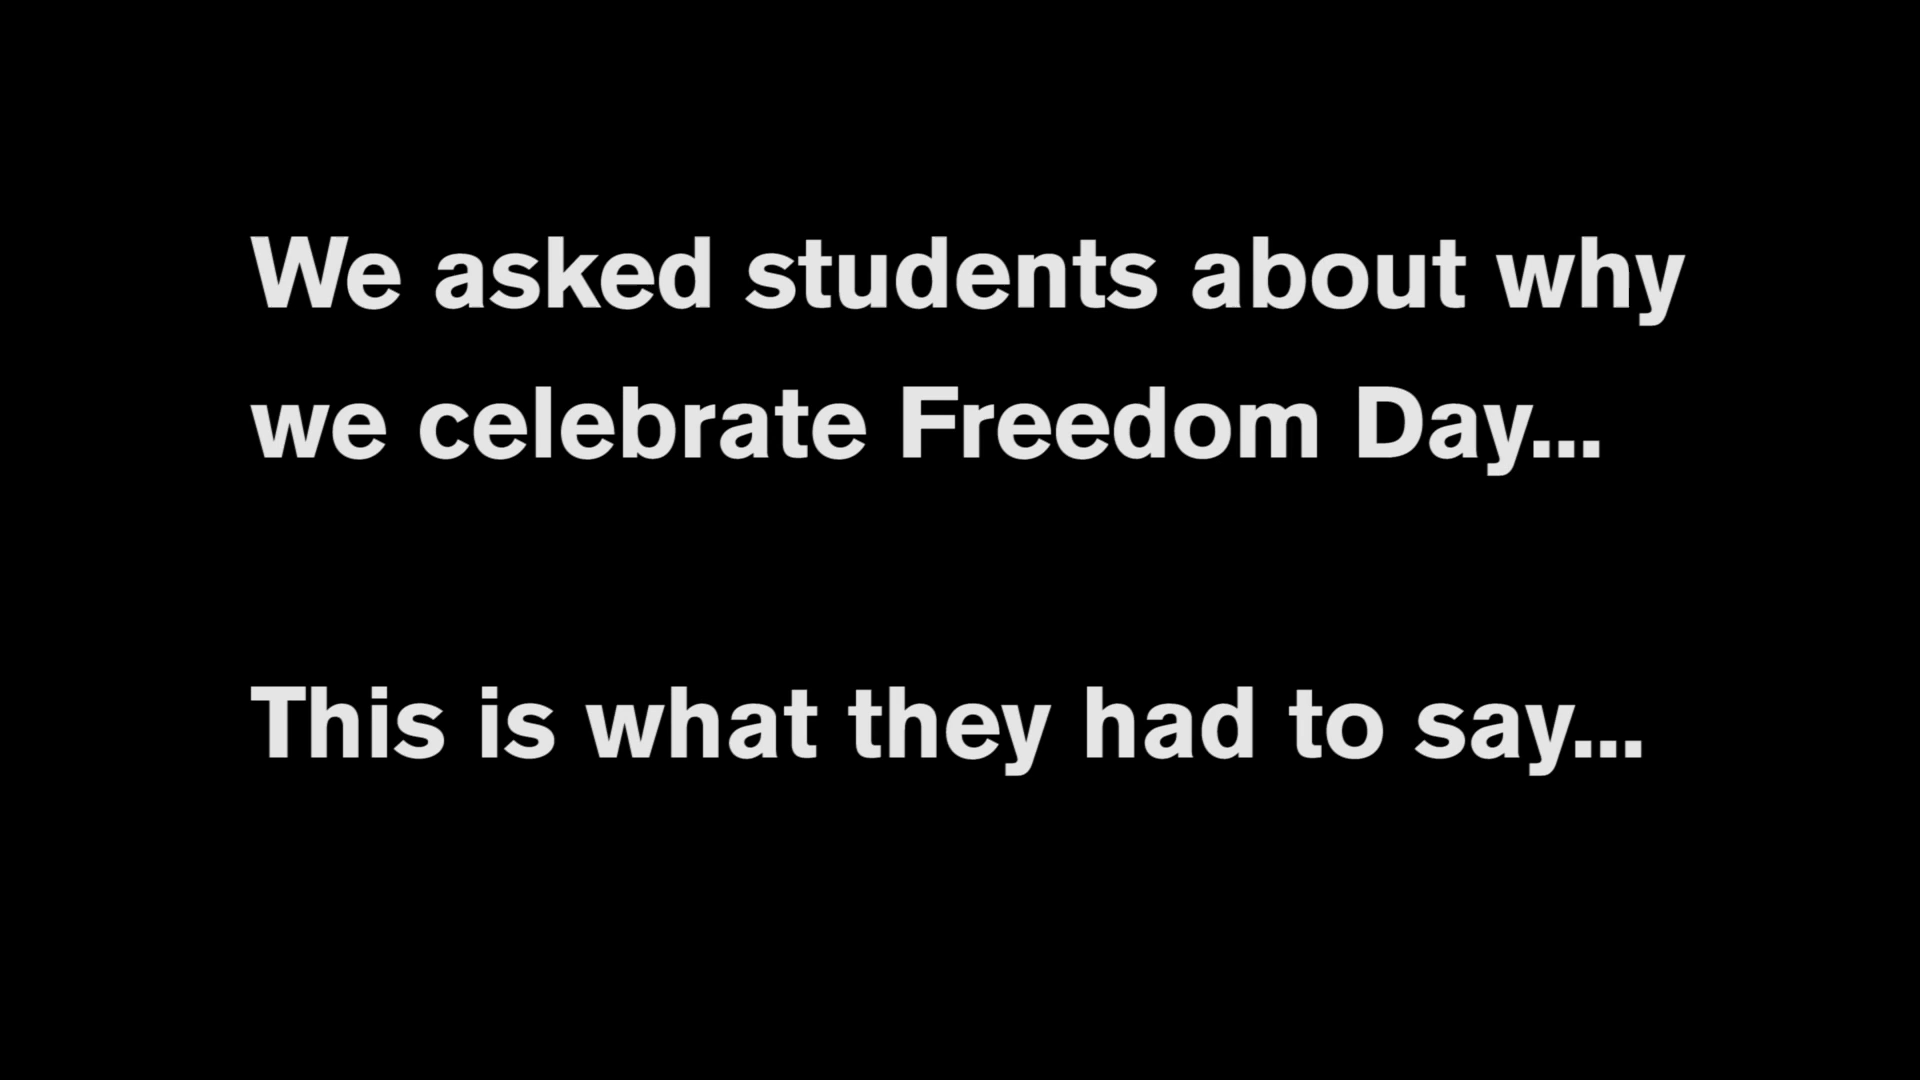 We asked students about why
we celebrate Freedom Day...
This is what they had to say...